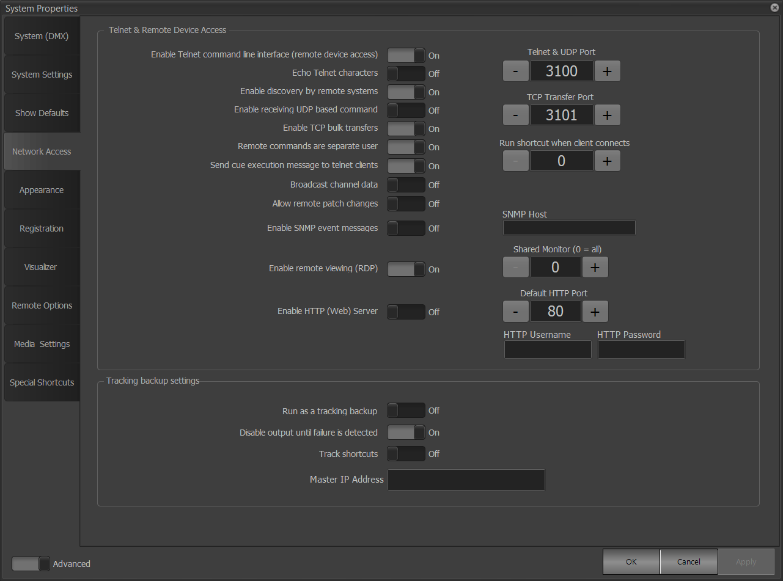 System Properties
System (DMX)
System Settings
Show Defaults
Network Access
Appearance
Registration
Visualizer
Remote Options
Media Settings
Special Shortcuts
Telnet & Remote Device Access
Enable Telnet command line interface (remote device access) On
Echo Telnet characters Off
Enable discovery by remote systems On
Enable receiving UDP based command Off
Enable TCP bulk transfers On
Remote commands are separate user On
Send cue execution message to telnet clients On
Broadcast channel data Off
Allow remote patch changes Off
Enable SNMP event messages Off
Enable remote viewing (RDP) On
Enable HTTP (Web) Server Off
Telnet & UDP Port
- 3100 +
TCP Transfer Port
- 3101 +
Run shortcut when client connects
- 0 +
SNMP Host
Shared Monitor (0 = all)
- 0 +
Default HTTP Port
- 80 +
HTTP Username HTTP Password
Tracking backup settings
Run as a tracking backup Off
Disable output until failure is detected On
Track shortcuts Off
Master IP Address
Advanced
OK Cancel Apply